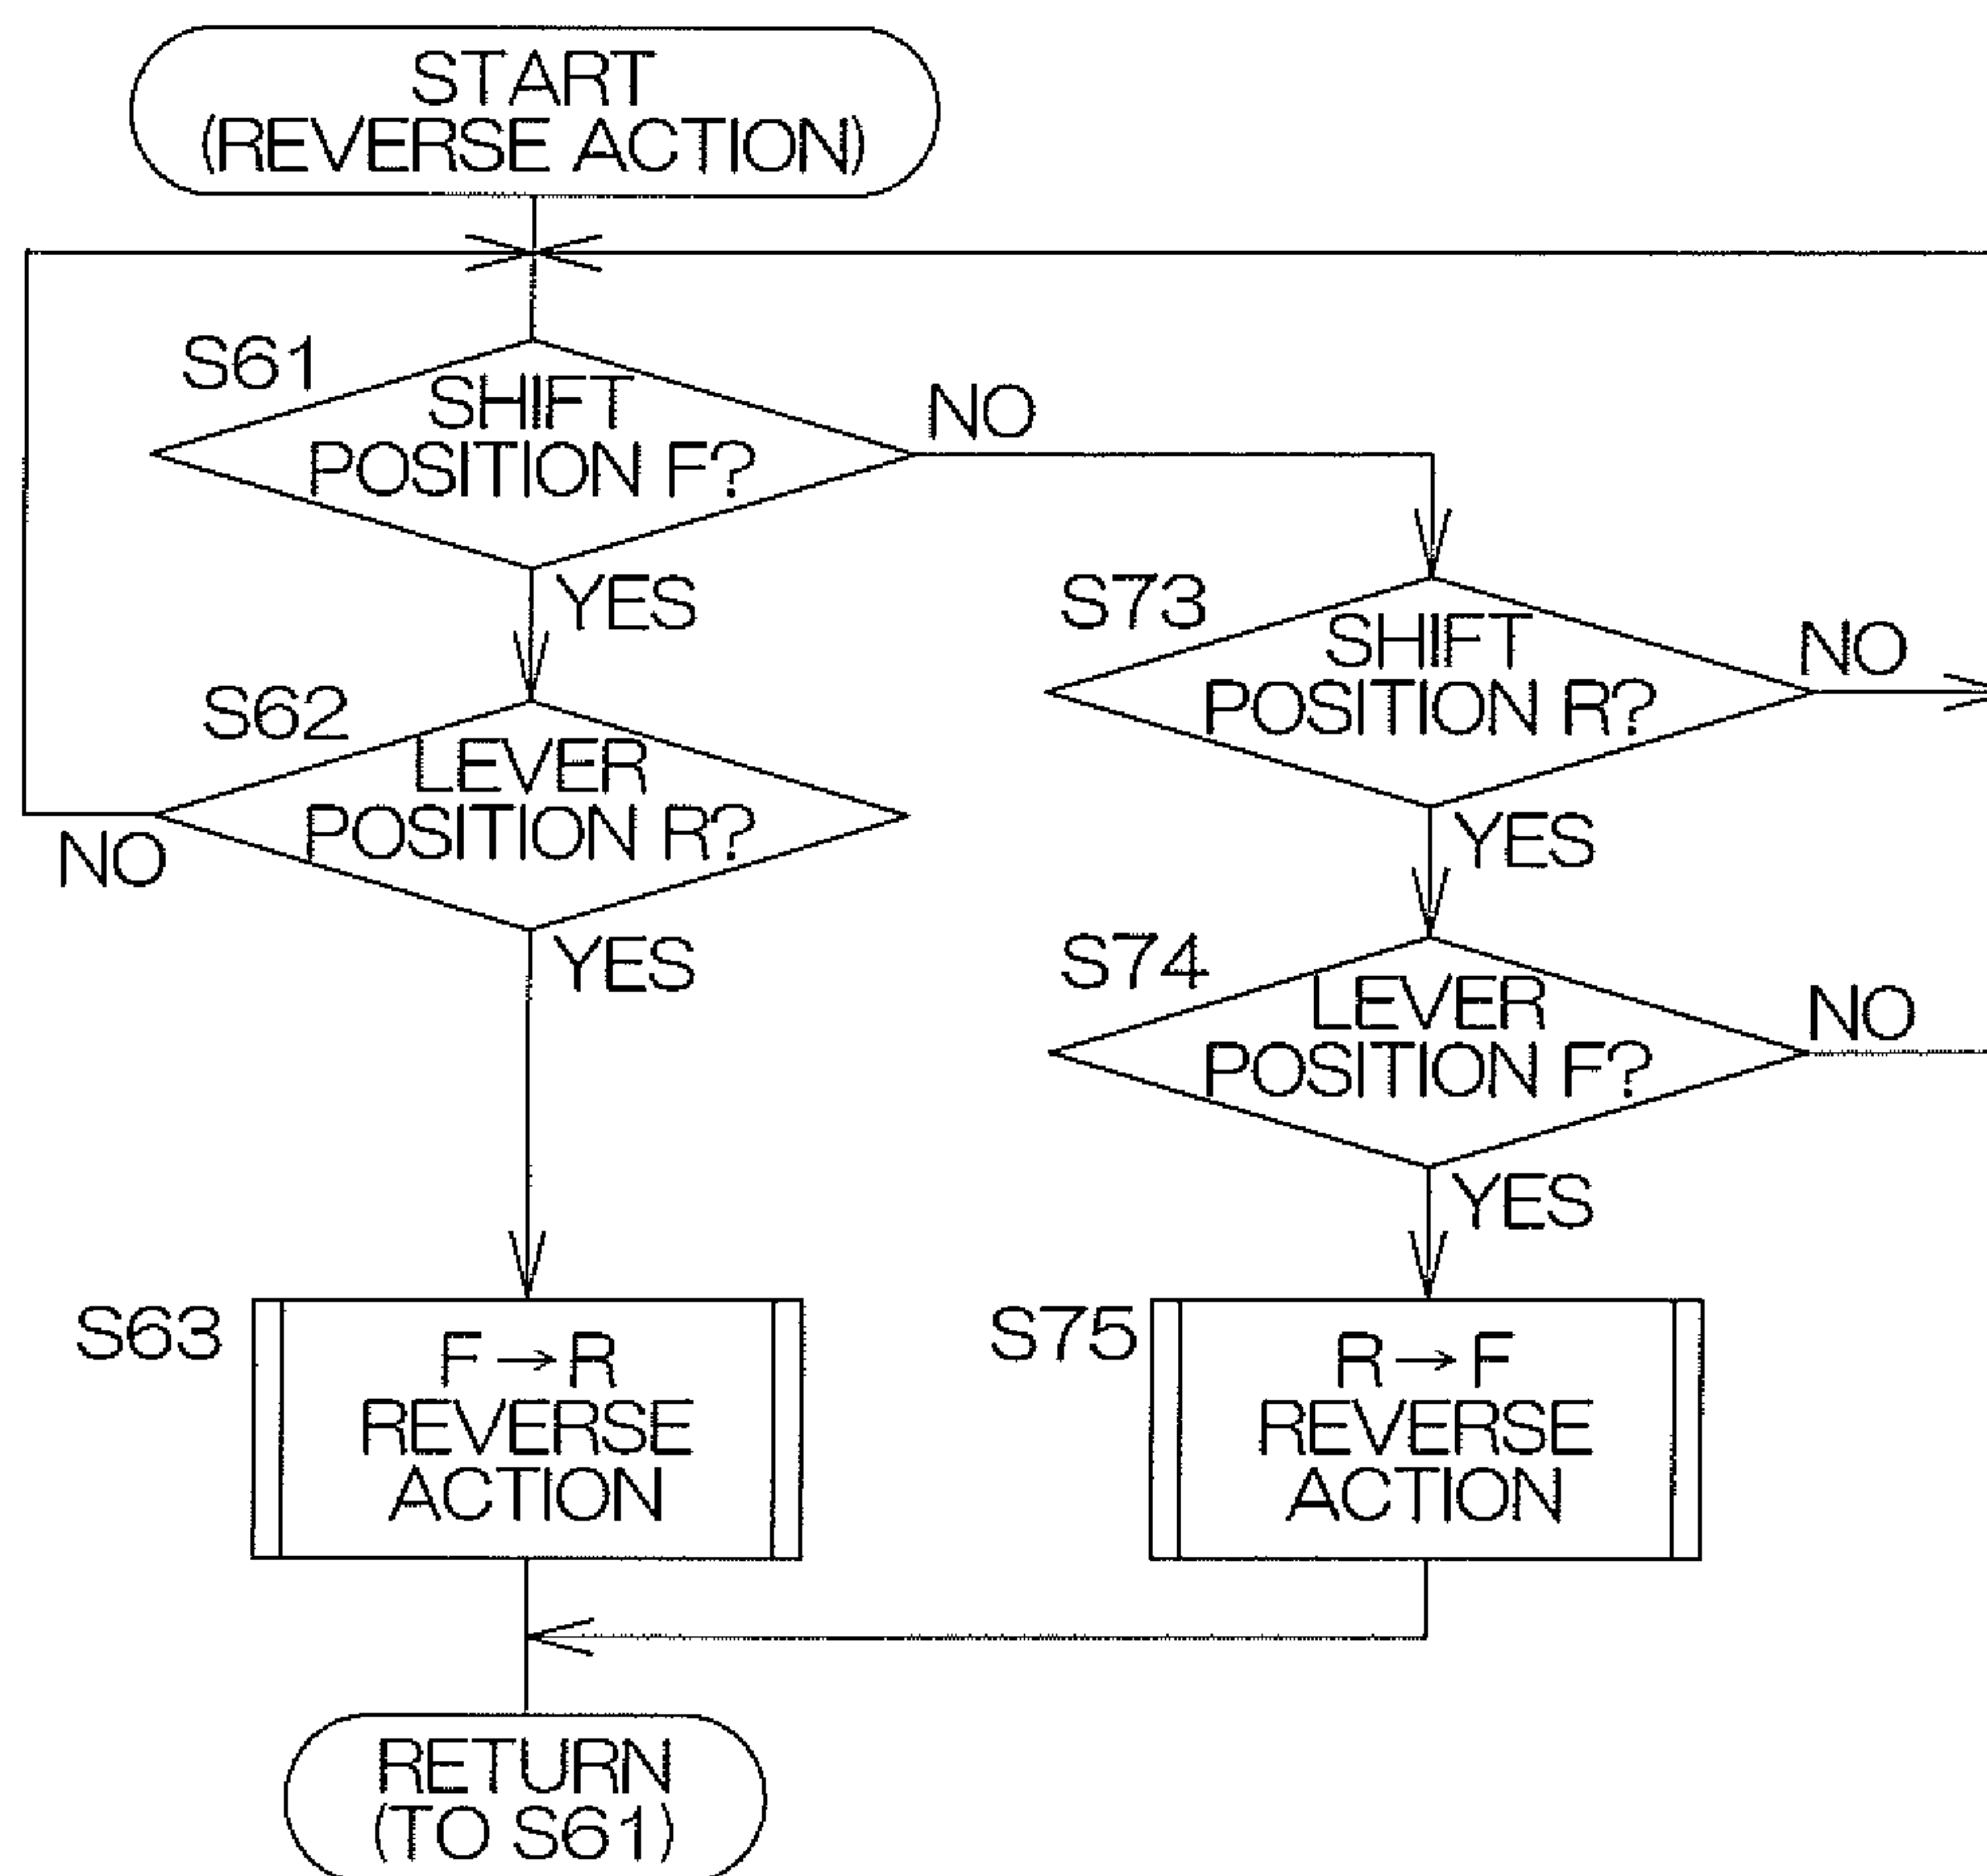 START
(REVERSE ACTION)
S61
SHIFT
POSITION F?
NO
YES
S62
LEVER
POSITION R?
NO
YES
S73
SHIFT
POSITION R?
NO
YES
S74
LEVER
POSITION F?
NO
YES
S63
F→R
REVERSE
ACTION
S75
R→F
REVERSE
ACTION
RETURN
(TO S61)